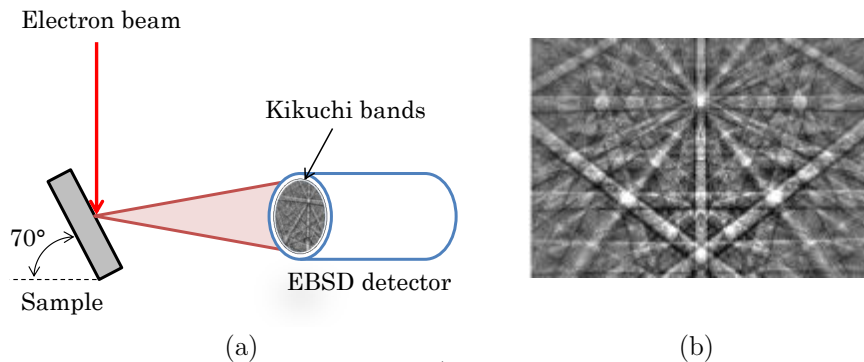 Electron beam
Kikuchi bands
70°
EBSD detector
Sample
(a)
(b)